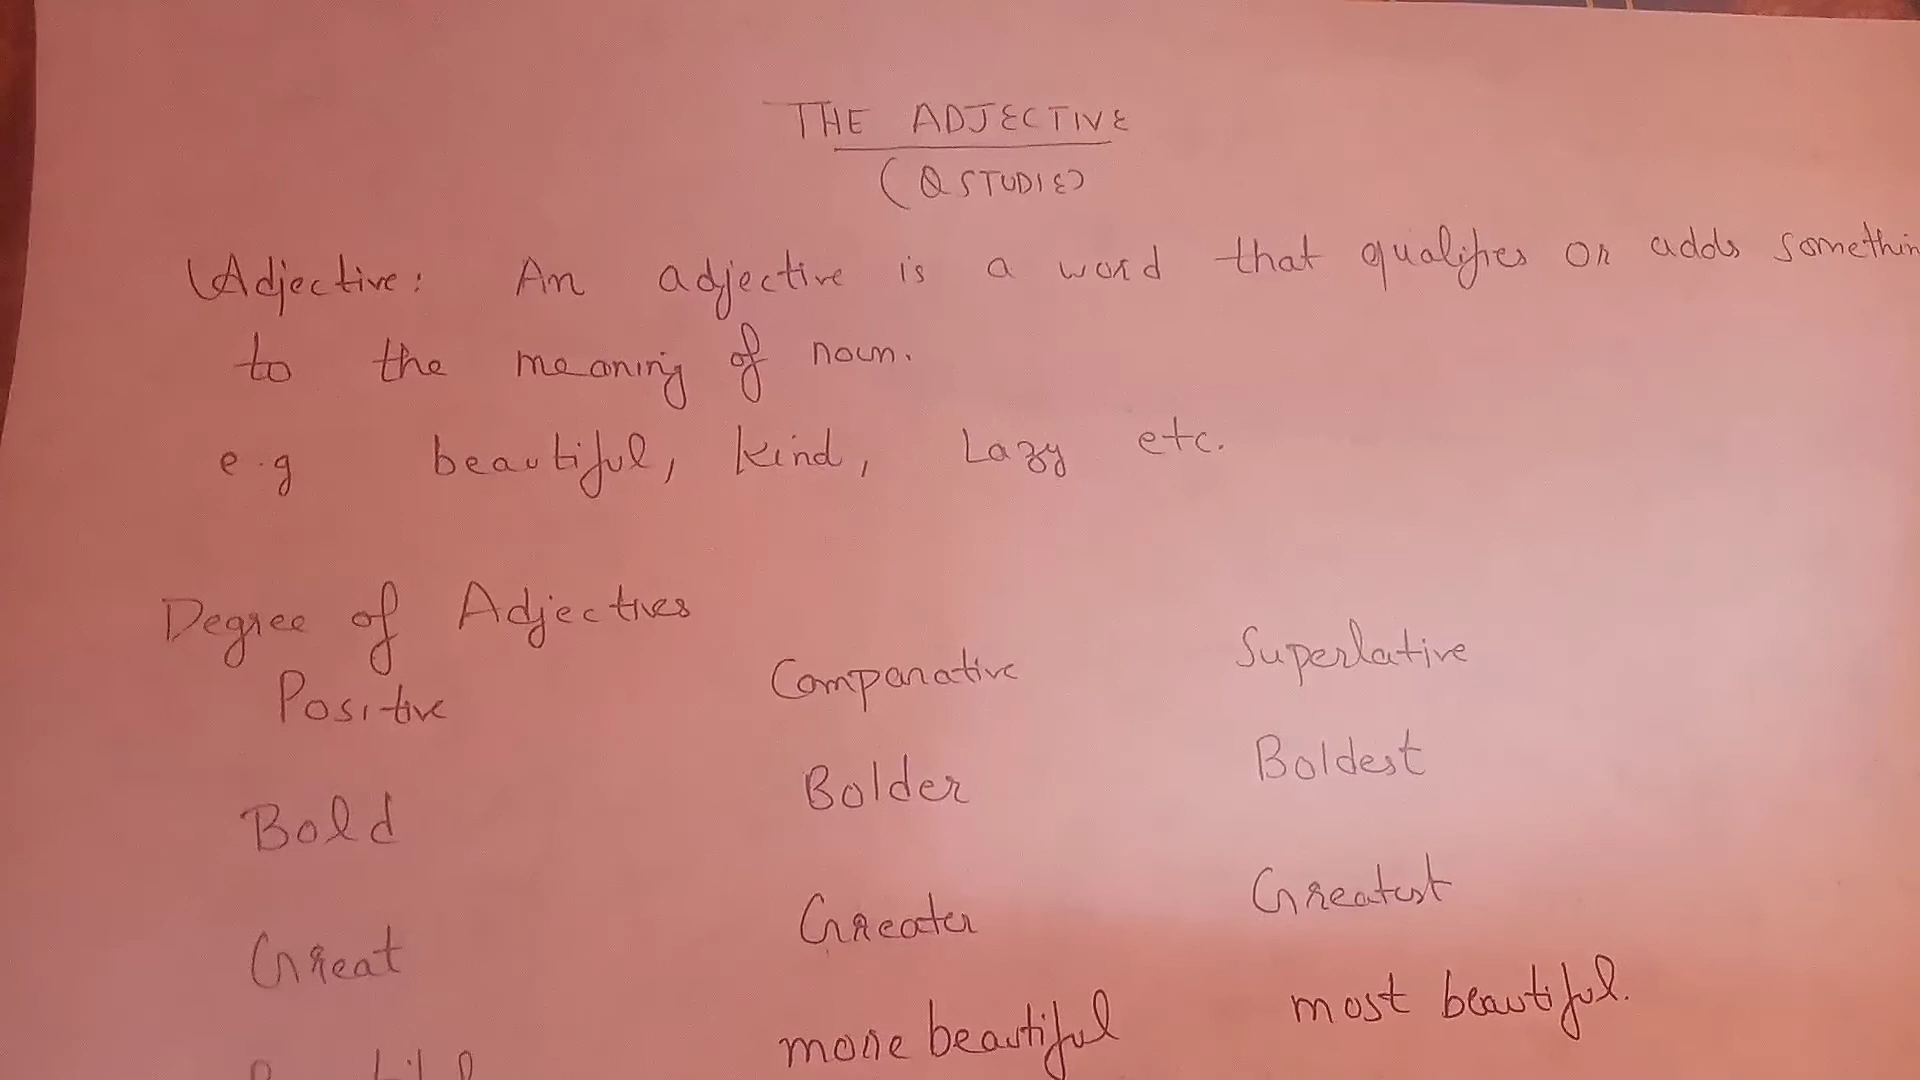 THE ADJECTIVE
(QSTUDIE)
Adjective: An adjective is a word that qualifies or adds somethin
to the meaning of noun.
e.g beautiful, kind, Lazy etc.
Degree of Adjectives
Positive Comparative Superlative
Bold Bolder Boldest
Great Greater Greatest
more beautiful most beautiful.